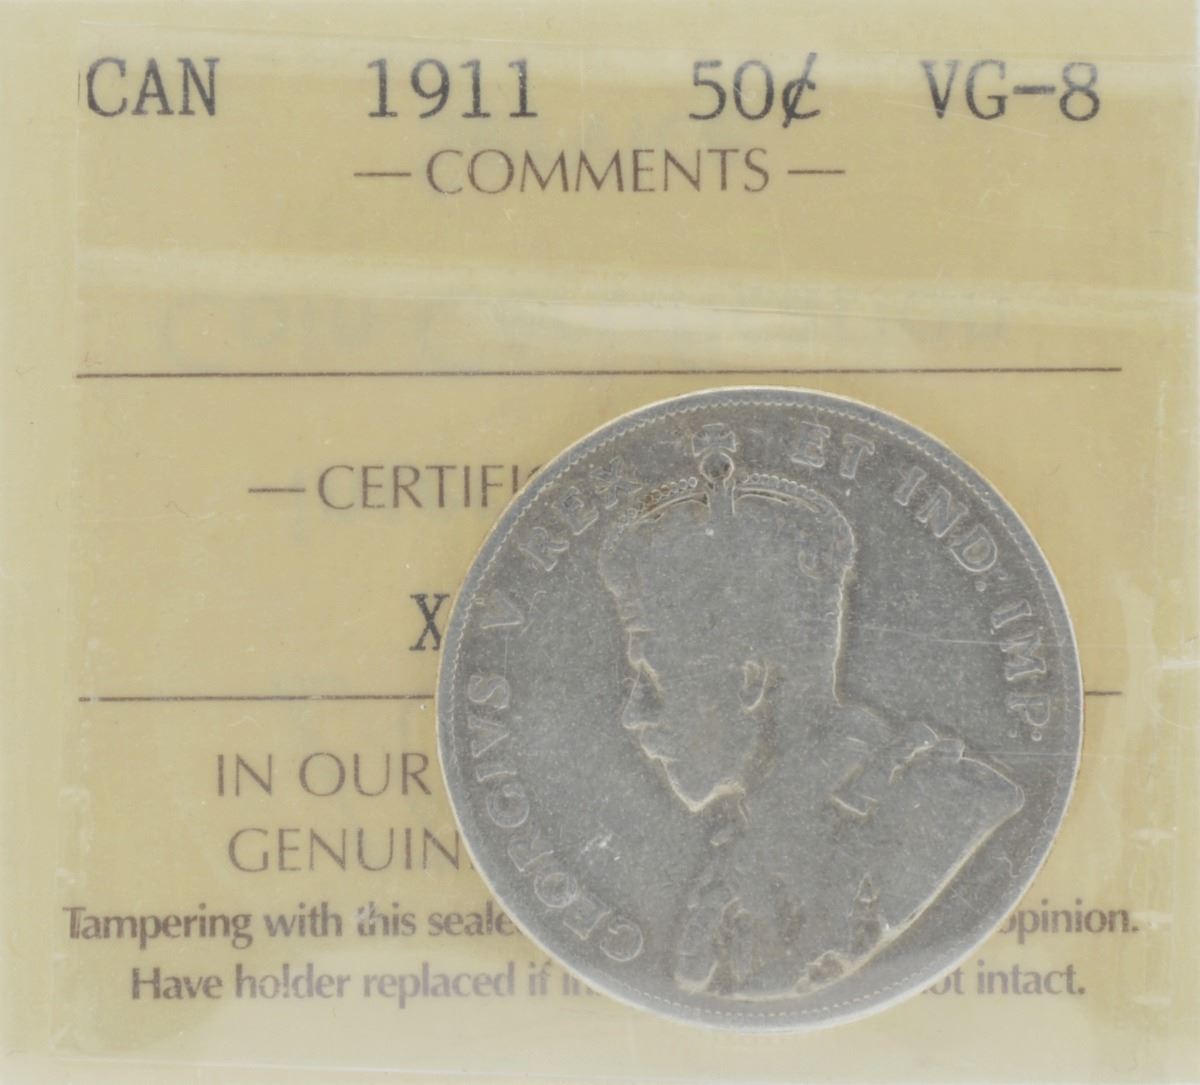 CAN 1911 50¢ VG-8
— COMMENTS —
— CERTIFI
X
IN OUR
GENUIN
Tampering with this seale opinion.
Have holder replaced if in not intact.
GEORGIVS V REX ET IND: IMP: